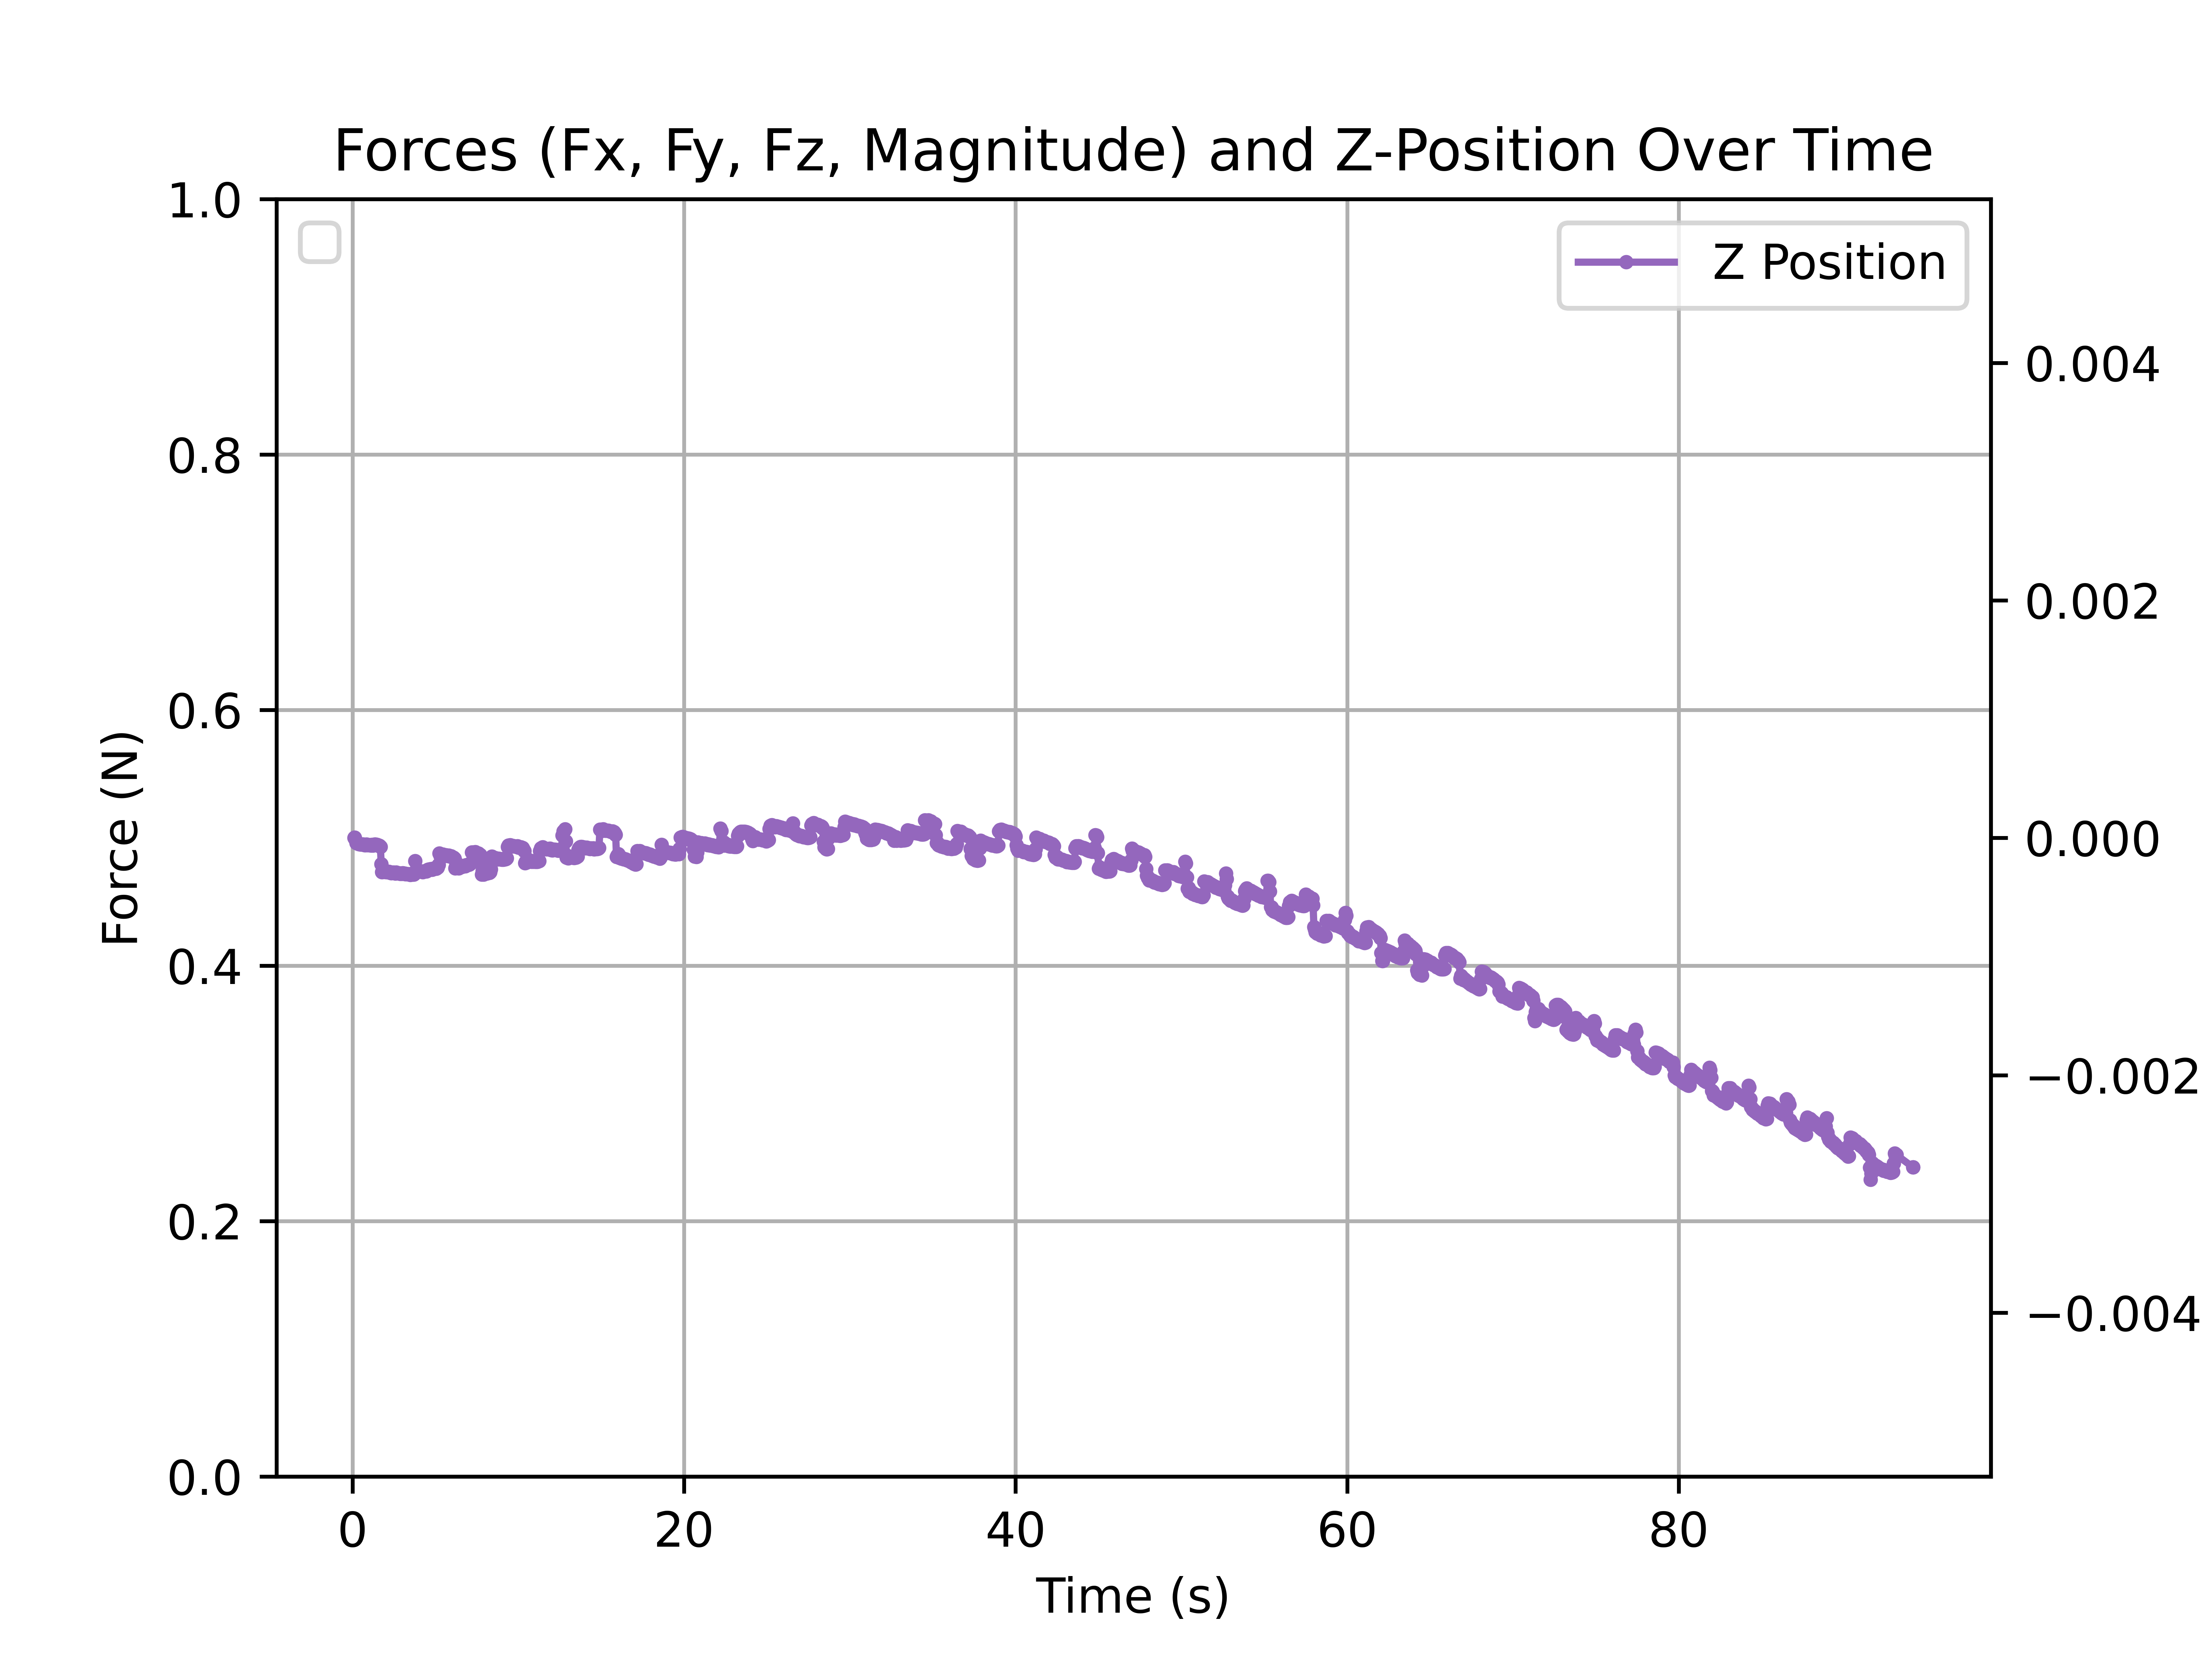 Forces (Fx, Fy, Fz, Magnitude) and Z-Position Over Time
1.0
0.8
0.6
0.4
0.2
0.0
Force (N)
Z Position
0.004
0.002
0.000
−0.002
−0.004
0 20 40 60 80
Time (s)